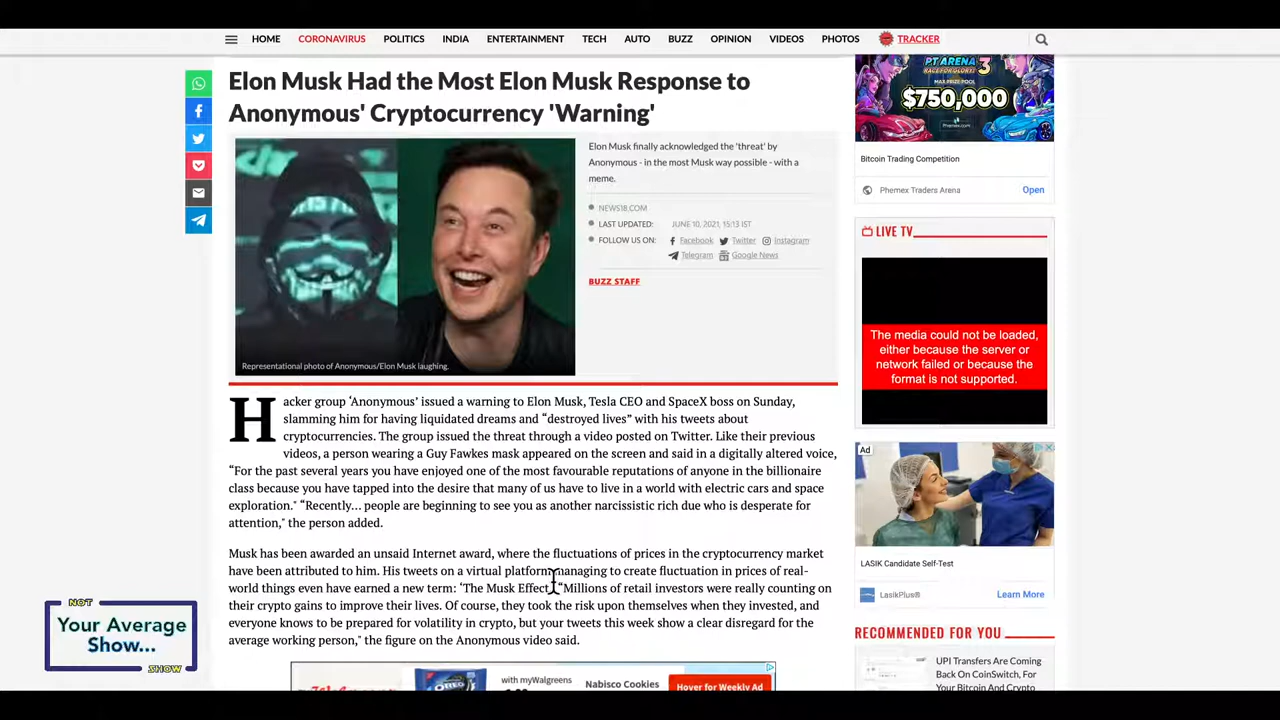 HOME CORONAVIRUS POLITICS INDIA ENTERTAINMENT TECH AUTO BUZZ OPINION VIDEOS PHOTOS TRACKER
Elon Musk Had the Most Elon Musk Response to
Anonymous' Cryptocurrency 'Warning'
Representational photo of Anonymous/Elon Musk laughing.
Elon Musk finally acknowledged the 'threat' by
Anonymous - in the most Musk way possible - with a
meme.
NEWS18.COM
LAST UPDATED: JUNE 10, 2021, 15:13 IST
FOLLOW US ON: Facebook Twitter Instagram
Telegram Google News
BUZZ STAFF
Hacker group 'Anonymous' issued a warning to Elon Musk, Tesla CEO and SpaceX boss on Sunday,
slamming him for having liquidated dreams and “destroyed lives” with his tweets about
cryptocurrencies. The group issued the threat through a video posted on Twitter. Like their previous
videos, a person wearing a Guy Fawkes mask appeared on the screen and said in a digitally altered voice,
“For the past several years you have enjoyed one of the most favourable reputations of anyone in the billionaire
class because you have tapped into the desire that many of us have to live in a world with electric cars and space
exploration." “Recently… people are beginning to see you as another narcissistic rich due who is desperate for
attention," the person added.
Musk has been awarded an unsaid Internet award, where the fluctuations of prices in the cryptocurrency market
have been attributed to him. His tweets on a virtual platform managing to create fluctuation in prices of real-
world things even have earned a new term: 'The Musk Effect “Millions of retail investors were really counting on
their crypto gains to improve their lives. Of course, they took the risk upon themselves when they invested, and
everyone knows to be prepared for volatility in crypto, but your tweets this week show a clear disregard for the
average working person," the figure on the Anonymous video said.
OREO
with myWalgreens
Nabisco Cookies
Hover for Weekly Ad
PT ARENA 3
RACE FOR GLORY!
MAX PRIZE POOL
$750,000
Phemex.com
Bitcoin Trading Competition
Phemex Traders Arena Open
LIVE TV
The media could not be loaded,
either because the server or
network failed or because the
format is not supported.
Ad
LASIK Candidate Self-Test
LasikPlus® Learn More
RECOMMENDED FOR YOU
UPI Transfers Are Coming
Back On CoinSwitch, For
Your Bitcoin And Crypto
NOT
Your Average
Show...
SHOW